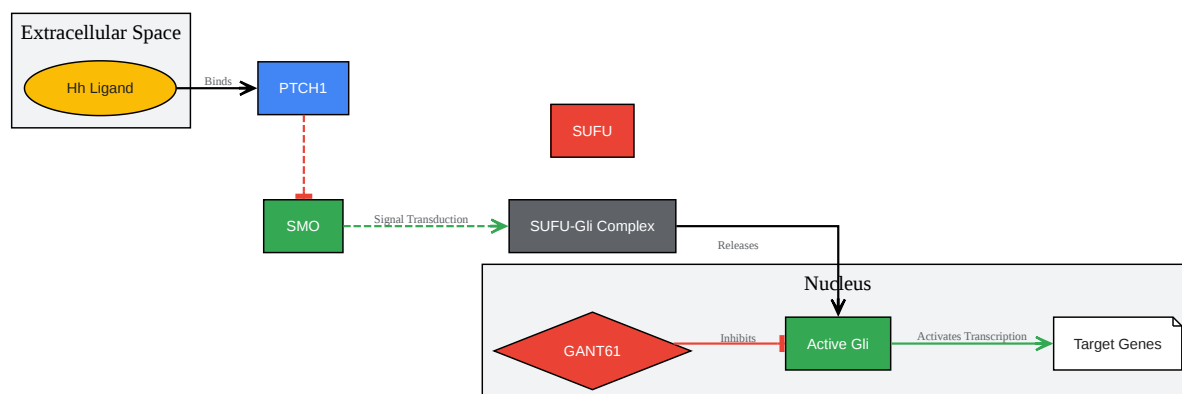 Extracellular Space
Hh Ligand
Binds
PTCH1
SUFU
SMO
Signal Transduction
SUFU-Gli Complex
Releases
Nucleus
GANT61
Inhibits
Active Gli
Activates Transcription
Target Genes